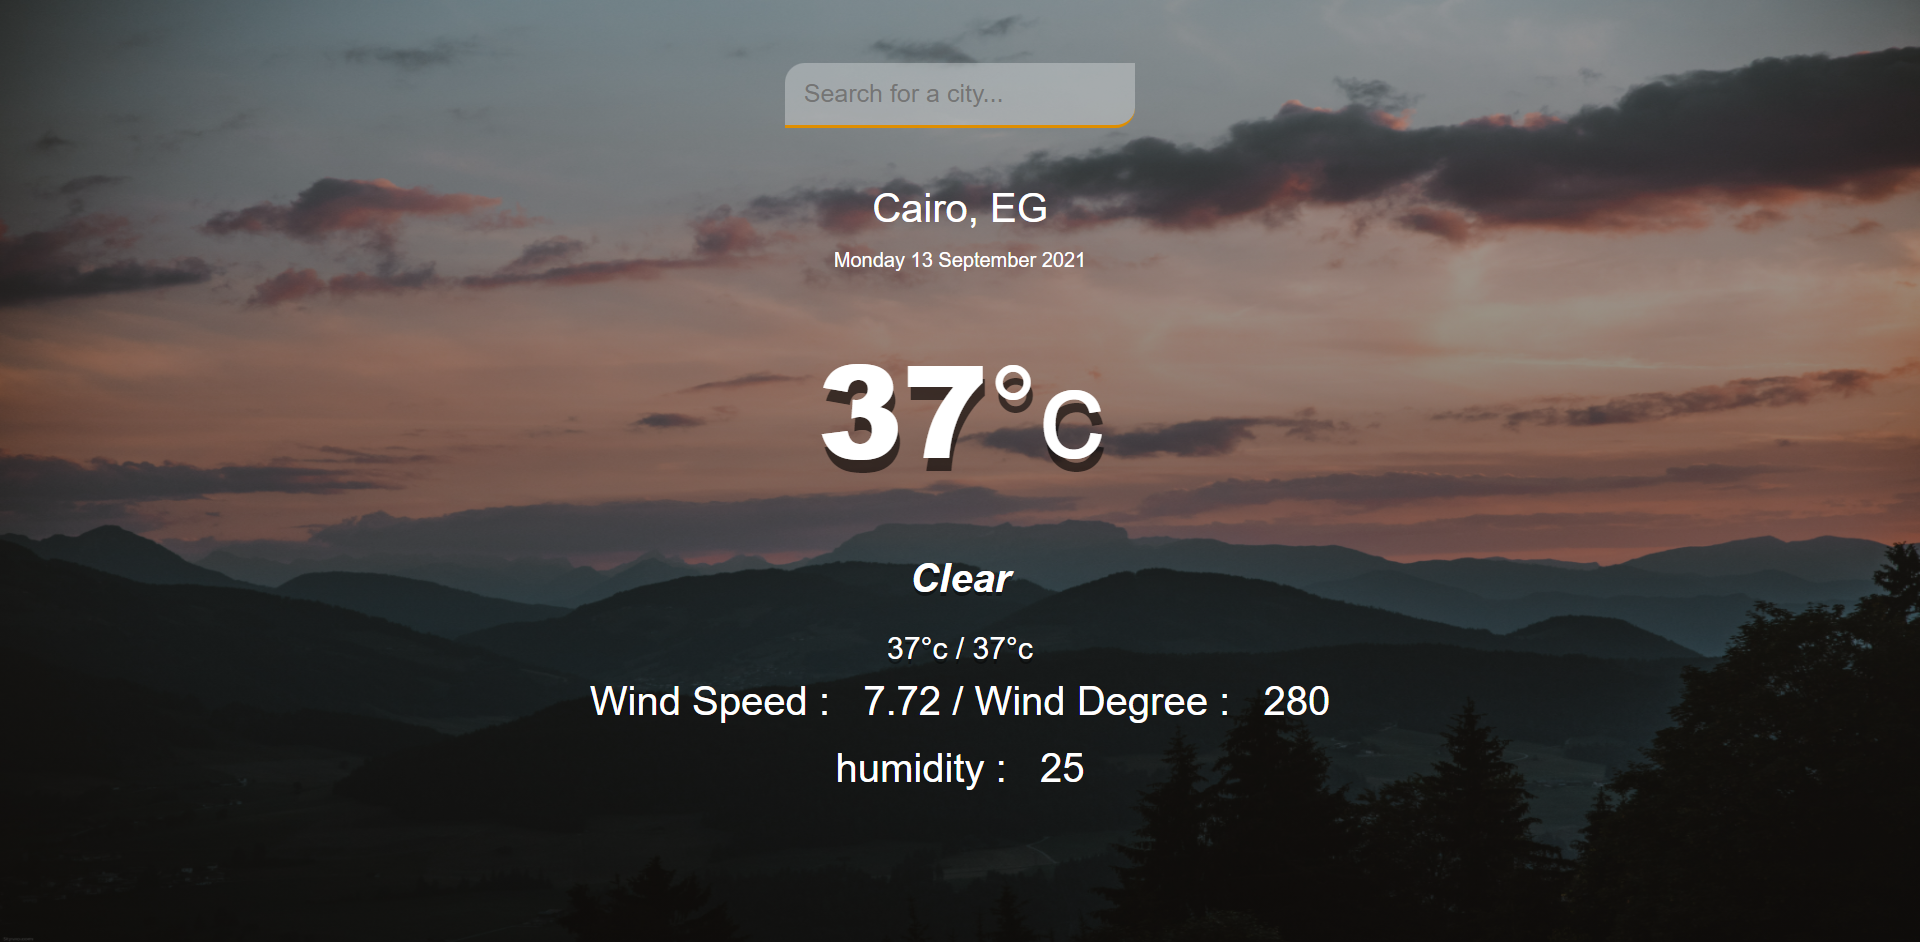 Search for a city...
Cairo, EG
Monday 13 September 2021
37°c
Clear
37°c / 37°c
Wind Speed : 7.72 / Wind Degree : 280
humidity : 25